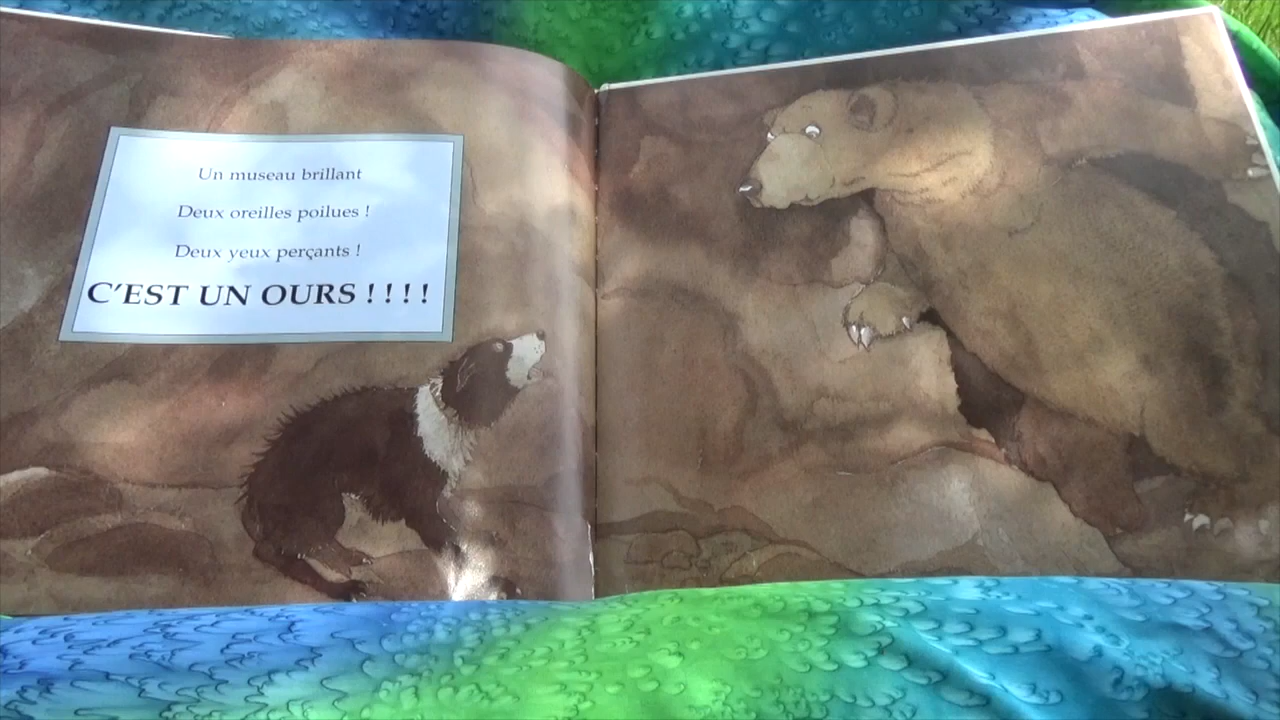 Un museau brillant
Deux oreilles poilues !
Deux yeux perçants !
C'EST UN OURS !!!!